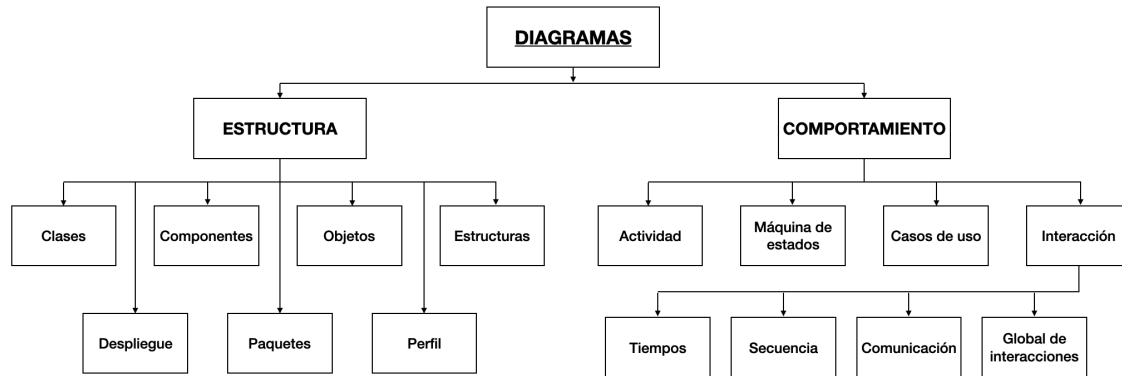 DIAGRAMAS
ESTRUCTURA
COMPORTAMIENTO
Clases
Componentes
Objetos
Estructuras
Actividad
Máquina de
estados
Casos de uso
Interacción
Despliegue
Paquetes
Perfil
Tiempos
Secuencia
Comunicación
Global de
interacciones